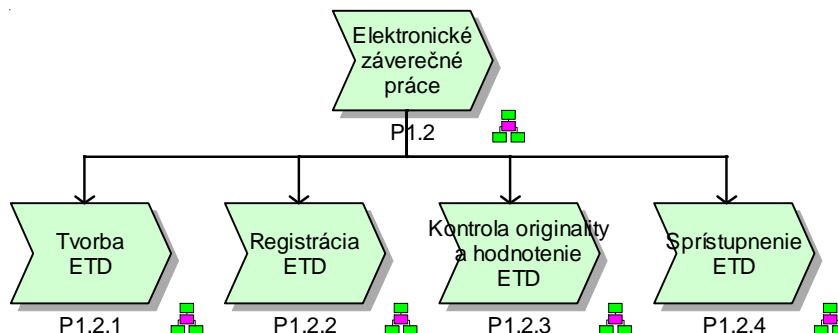 Elektronické
záverečné
práce
P1.2
Tvorba
ETD
P1.2.1
Registrácia
ETD
P1.2.2
Kontrola originality
a hodnotenie
ETD
P1.2.3
Sprístupnenie
ETD
P1.2.4